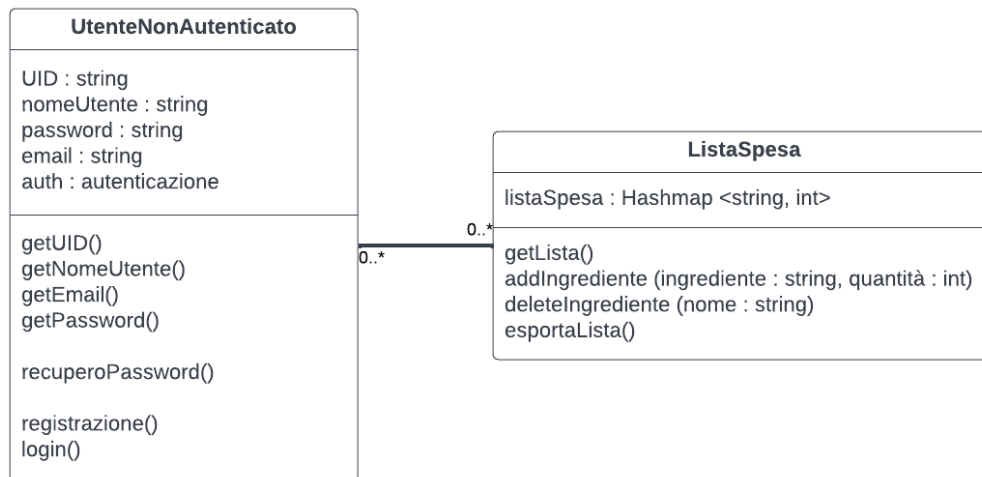 UtenteNonAutenticato
UID : string
nomeUtente : string
password : string
email : string
auth : autenticazione
getUID()
getNomeUtente()
getEmail()
getPassword()
recuperoPassword()
registrazione()
login()
0..*
0..*
ListaSpesa
listaSpesa : Hashmap <string, int>
getLista()
addIngrediente (ingrediente : string, quantità : int)
deleteIngrediente (nome : string)
esportaLista()